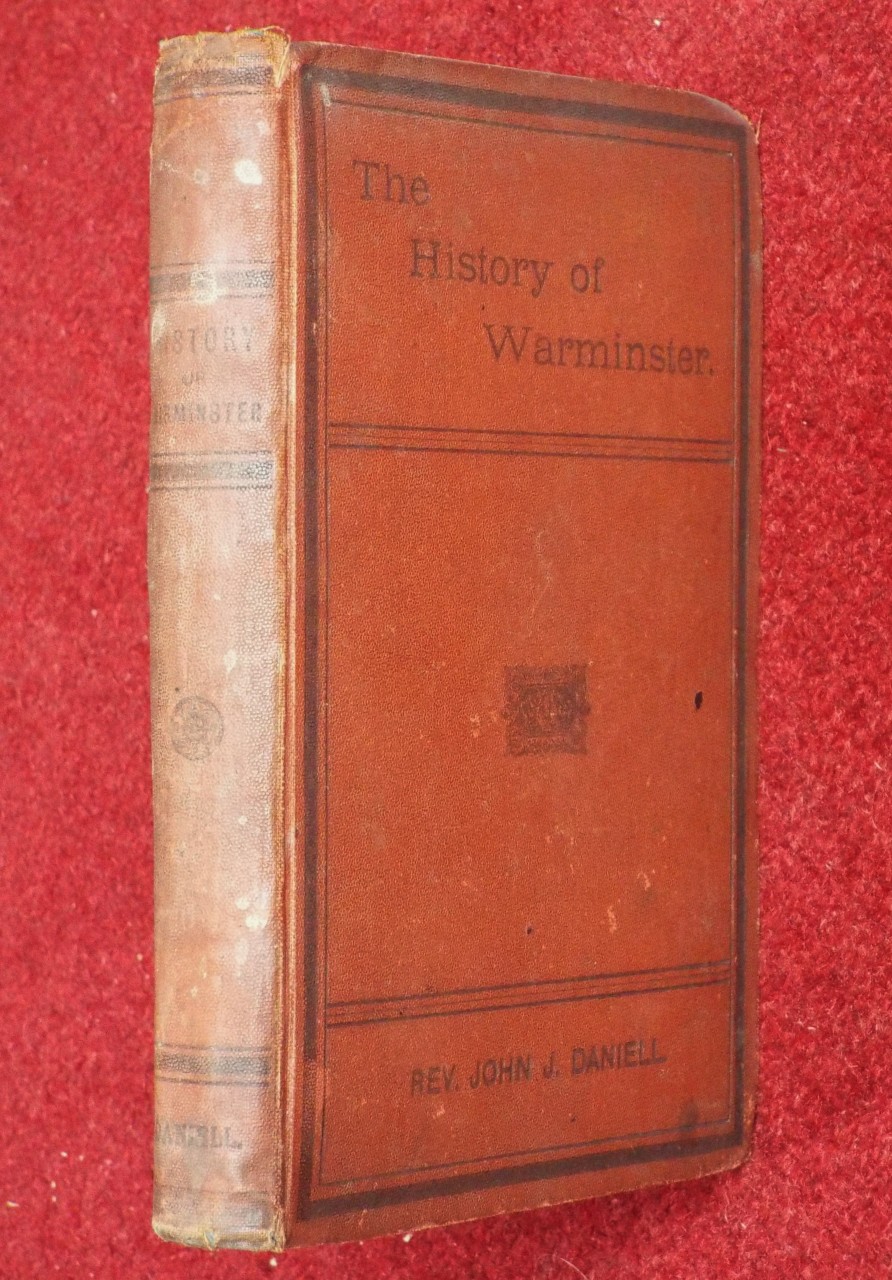 The
History of
Warminster.
REV. JOHN J. DANIELL
HISTORY
OF
WARMINSTER
DANIELL.